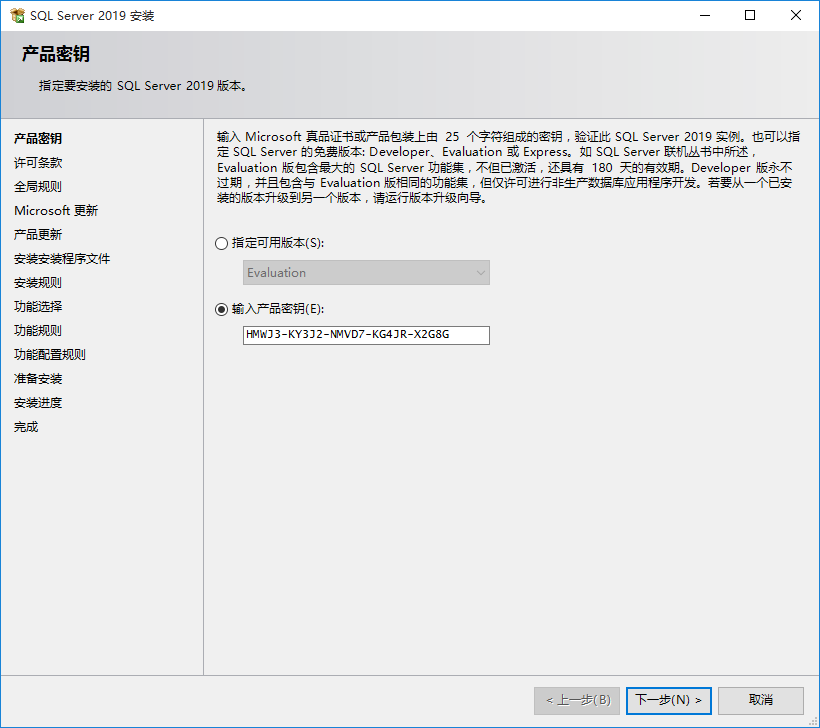 SQL Server 2019 安装
产品密钥
指定要安装的 SQL Server 2019 版本。
产品密钥
许可条款
全局规则
Microsoft 更新
产品更新
安装安装程序文件
安装规则
功能选择
功能规则
功能配置规则
准备安装
安装进度
完成
输入 Microsoft 真品证书或产品包装上由 25 个字符组成的密钥，验证此 SQL Server 2019 实例。也可以指
定 SQL Server 的免费版本: Developer、Evaluation 或 Express。如 SQL Server 联机丛书中所述，
Evaluation 版包含最大的 SQL Server 功能集，不但已激活，还具有 180 天的有效期。Developer 版永不
过期，并且包含与 Evaluation 版相同的功能集，但仅许可进行非生产数据库应用程序开发。若要从一个已安
装的版本升级到另一个版本，请运行版本升级向导。
指定可用版本(S):
Evaluation
输入产品密钥(E):
HMWJ3-KY3J2-NMVD7-KG4JR-X2G8G
< 上一步(B)
下一步(N) >
取消